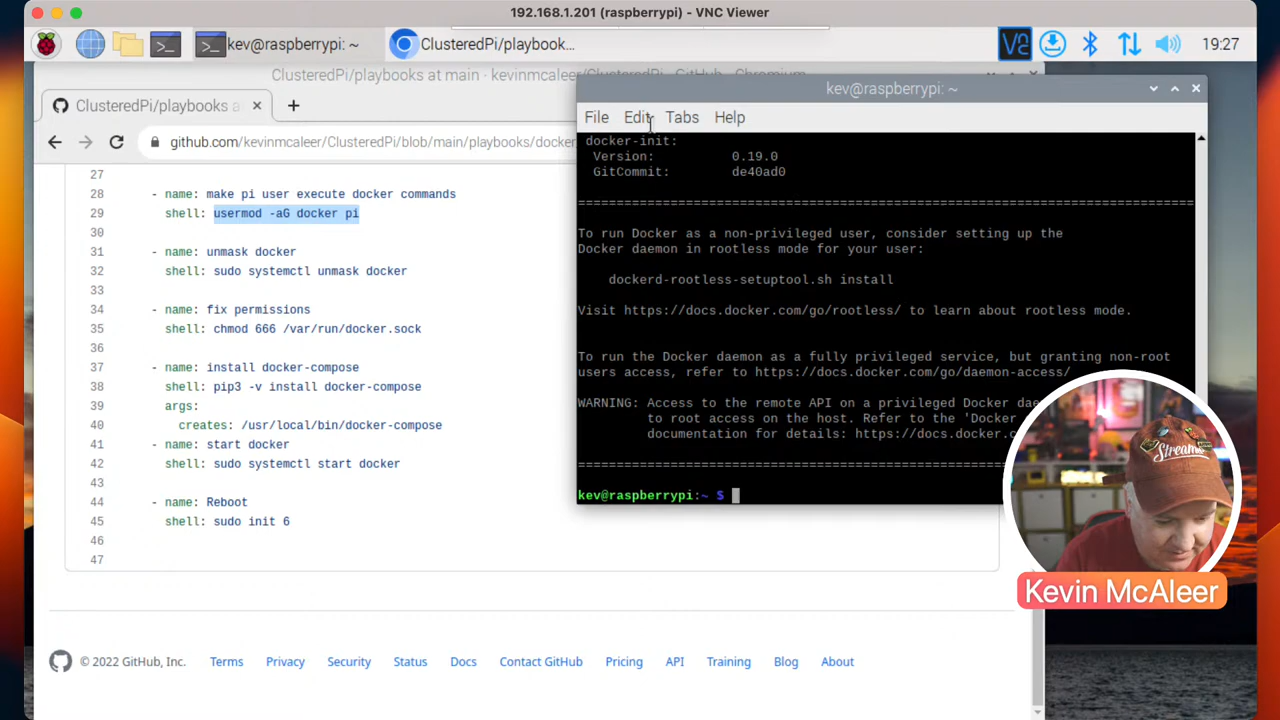 192.168.1.201 (raspberrypi) - VNC Viewer
kev@raspberrypi: ~
ClusteredPi/playbook...
19:27
ClusteredPi/playbooks at main · kevinmcaleer/ClusteredPi · GitHub - Chromium
ClusteredPi/playbooks a
github.com/kevinmcaleer/ClusteredPi/blob/main/playbooks/docker
27
28 - name: make pi user execute docker commands
29 shell: usermod -aG docker pi
30
31 - name: unmask docker
32 shell: sudo systemctl unmask docker
33
34 - name: fix permissions
35 shell: chmod 666 /var/run/docker.sock
36
37 - name: install docker-compose
38 shell: pip3 -v install docker-compose
39 args:
40 creates: /usr/local/bin/docker-compose
41 - name: start docker
42 shell: sudo systemctl start docker
43
44 - name: Reboot
45 shell: sudo init 6
46
47
kev@raspberrypi: ~
File Edit Tabs Help
docker-init:
Version: 0.19.0
GitCommit: de40ad0
================================================================================
To run Docker as a non-privileged user, consider setting up the
Docker daemon in rootless mode for your user:
dockerd-rootless-setuptool.sh install
Visit https://docs.docker.com/go/rootless/ to learn about rootless mode.
To run the Docker daemon as a fully privileged service, but granting non-root
users access, refer to https://docs.docker.com/go/daemon-access/
WARNING: Access to the remote API on a privileged Docker
to root access on the host. Refer to the 'Docker
documentation for details: https://docs.docker.c
================================================================================
kev@raspberrypi:~ $
Streams
Kevin McAleer
© 2022 GitHub, Inc. Terms Privacy Security Status Docs Contact GitHub Pricing API Training Blog About